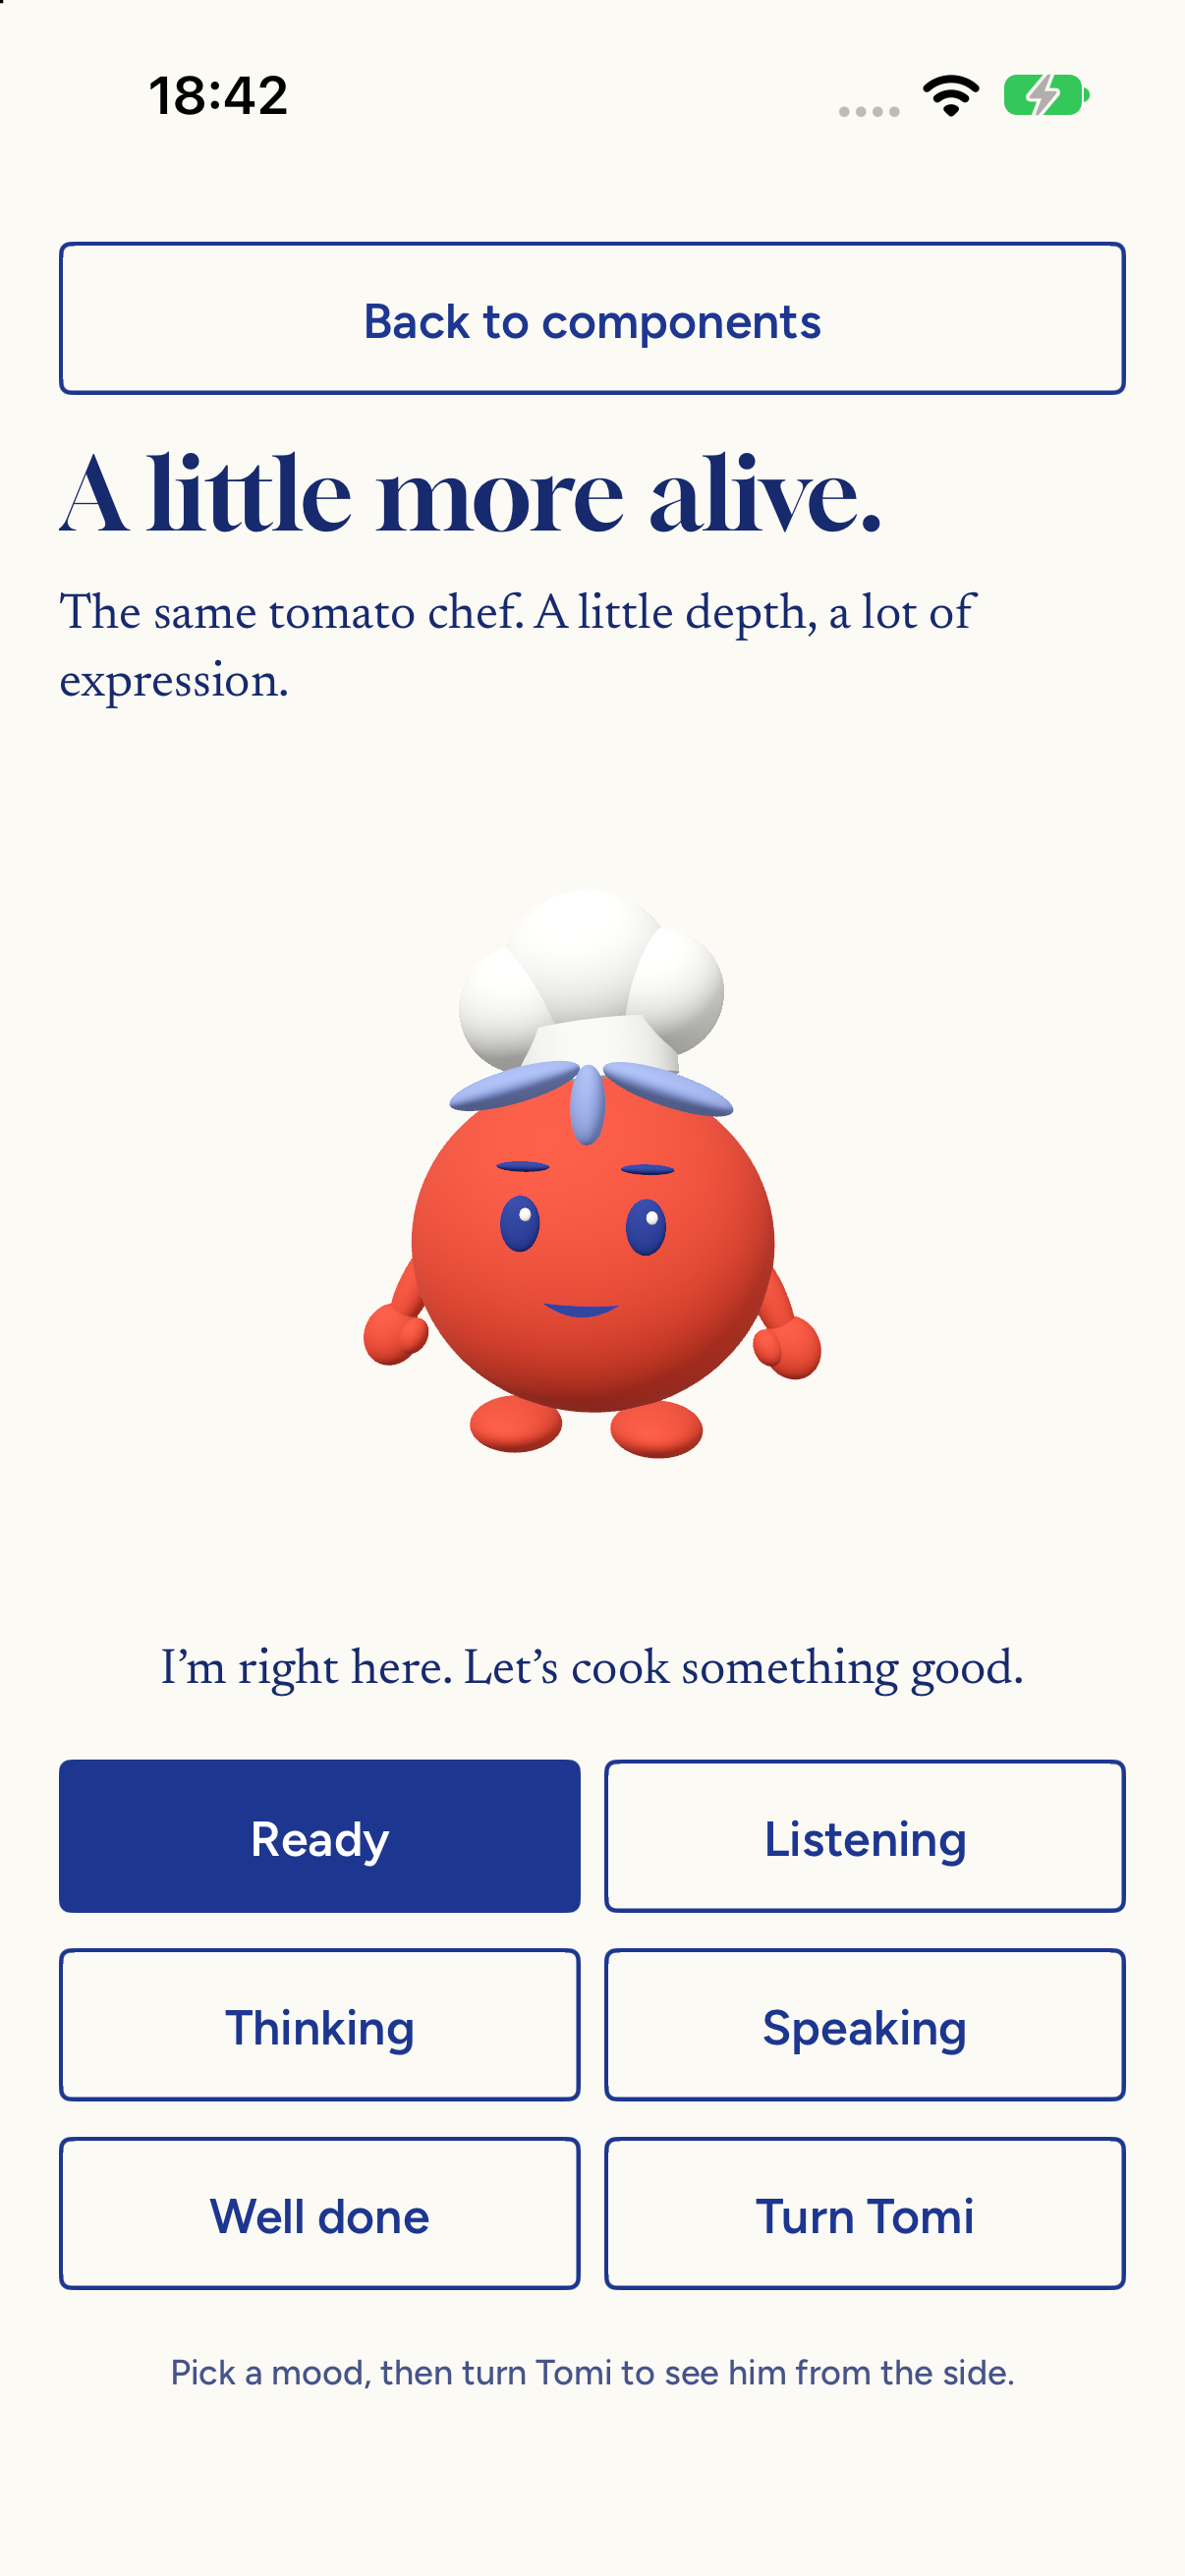 18:42
Back to components
A little more alive.
The same tomato chef. A little depth, a lot of
expression.
I’m right here. Let’s cook something good.
Ready
Listening
Thinking
Speaking
Well done
Turn Tomi
Pick a mood, then turn Tomi to see him from the side.